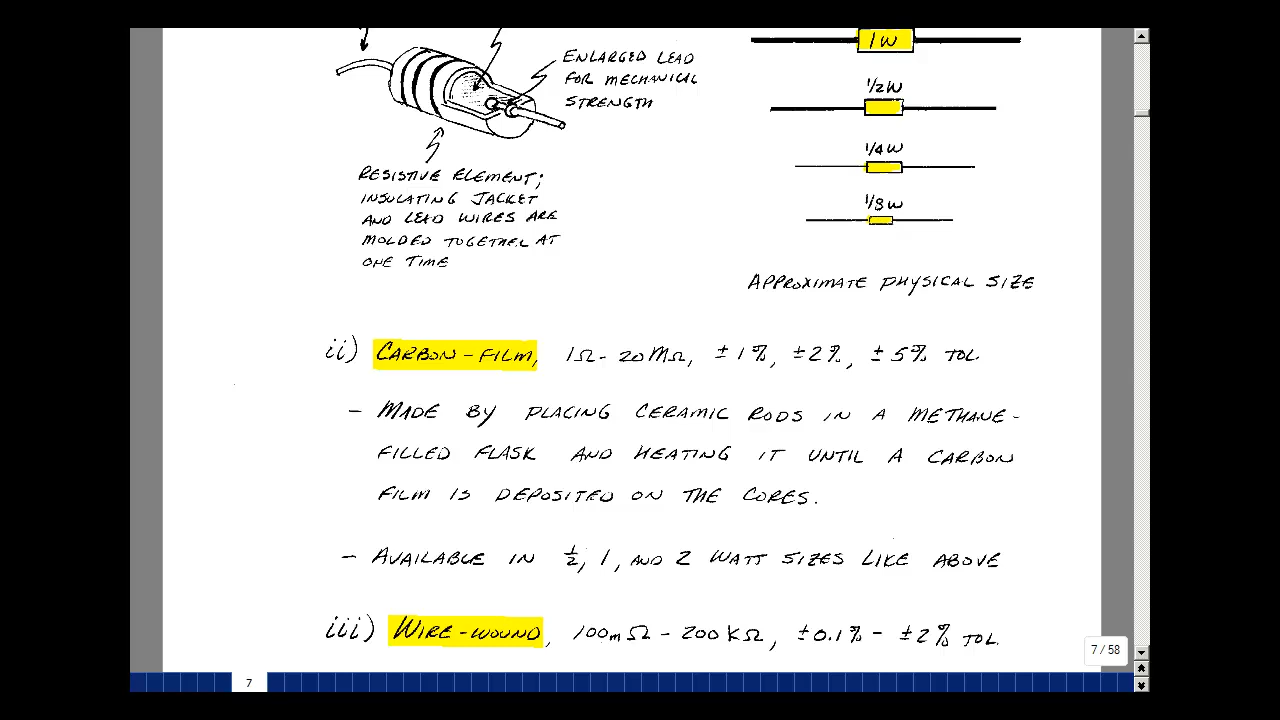 1W
ENLARGED LEAD
FOR MECHANICAL
STRENGTH
1/2W
1/4W
1/8W
RESISTIVE ELEMENT;
INSULATING JACKET
AND LEAD WIRES ARE
MOLDED TOGETHER AT
ONE TIME
APPROXIMATE PHYSICAL SIZE
ii) CARBON-FILM, 1Ω - 20MΩ, ±1%, ±2%, ±5% TOL.
- MADE BY PLACING CERAMIC RODS IN A METHANE-
FILLED FLASK AND HEATING IT UNTIL A CARBON
FILM IS DEPOSITED ON THE CORES.
- AVAILABLE IN 1/2, 1, AND 2 WATT SIZES LIKE ABOVE
iii) WIRE-WOUND, 100mΩ - 200kΩ, ±0.1% - ±2% TOL.
7 / 58
7